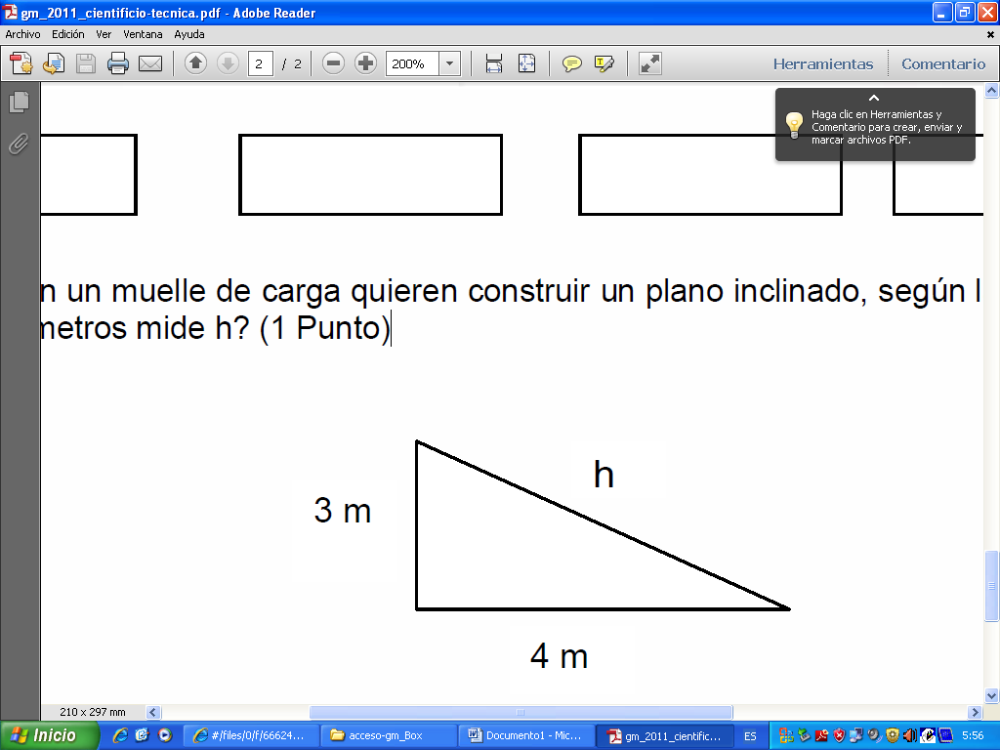 gm_2011_cientificio-tecnica.pdf - Adobe Reader
Archivo Edición Ver Ventana Ayuda
2 / 2 200% Herramientas Comentario
Haga clic en Herramientas y
Comentario para crear, enviar y
marcar archivos PDF.
n un muelle de carga quieren construir un plano inclinado, según l
metros mide h? (1 Punto)
h
3 m
4 m
210 x 297 mm
Inicio #/files/0/f/66624... acceso-gm_Box Documento1 - Mic... gm_2011_cientific... ES 5:56